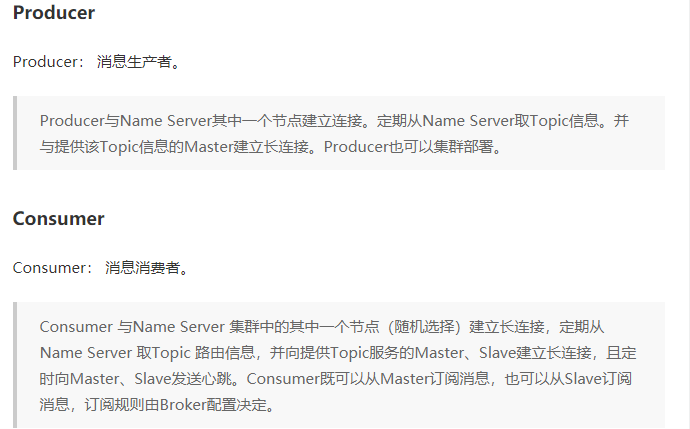 Producer
Producer： 消息生产者。
Producer与Name Server其中一个节点建立连接。定期从Name Server取Topic信息。并
与提供该Topic信息的Master建立长连接。Producer也可以集群部署。
Consumer
Consumer： 消息消费者。
Consumer 与Name Server 集群中的其中一个节点（随机选择）建立长连接，定期从
Name Server 取Topic 路由信息，并向提供Topic服务的Master、Slave建立长连接，且定
时向Master、Slave发送心跳。Consumer既可以从Master订阅消息，也可以从Slave订阅
消息，订阅规则由Broker配置决定。